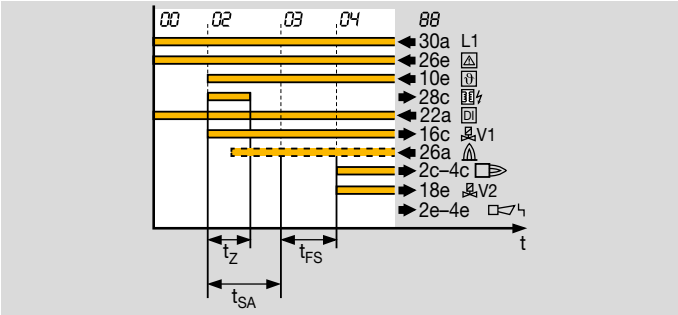 00 02 03 04 88
30a L1
26e
10e
28c
22a DI
16c V1
26a
2c–4c
18e V2
2e–4e
t
tZ tFS
tSA